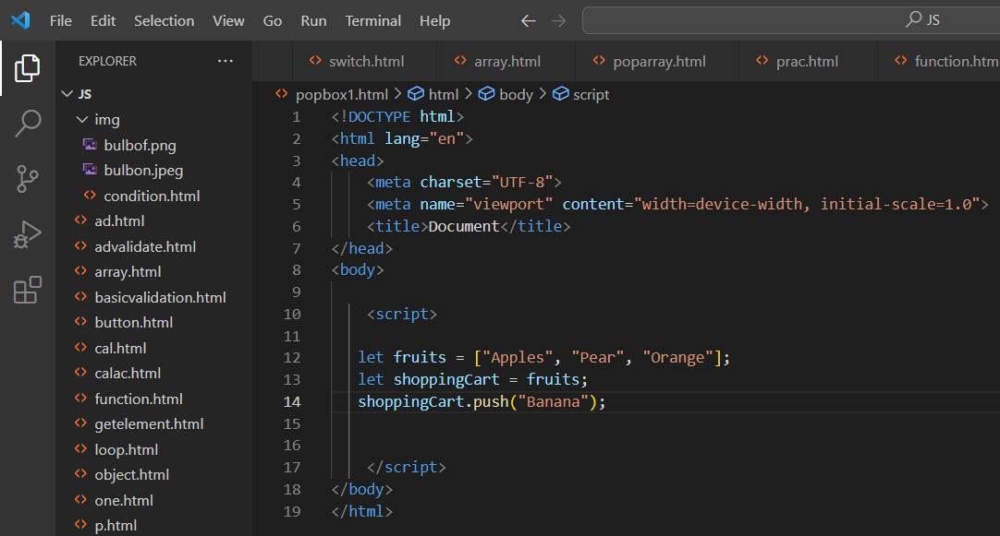 File Edit Selection View Go Run Terminal Help JS
EXPLORER ...
switch.html array.html poparray.html prac.html function.htm
JS
img
bulbof.png
bulbon.jpeg
condition.html
ad.html
advalidate.html
array.html
basicvalidation.html
button.html
cal.html
calac.html
function.html
getelement.html
loop.html
object.html
one.html
p.html
popbox1.html > html > body > script
1 <!DOCTYPE html>
2 <html lang="en">
3 <head>
4 <meta charset="UTF-8">
5 <meta name="viewport" content="width=device-width, initial-scale=1.0">
6 <title>Document</title>
7 </head>
8 <body>
9
10 <script>
11
12 let fruits = ["Apples", "Pear", "Orange"];
13 let shoppingCart = fruits;
14 shoppingCart.push("Banana");
15
16
17 </script>
18 </body>
19 </html>